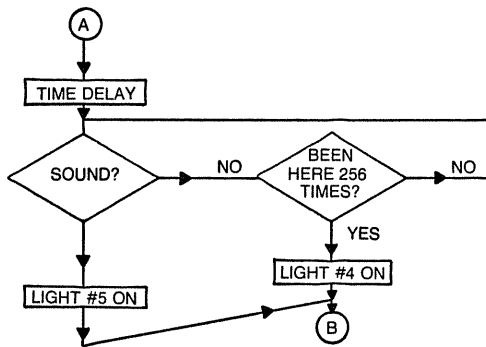 A
TIME DELAY
SOUND?
NO
BEEN
HERE 256
TIMES?
NO
YES
LIGHT #5 ON
LIGHT #4 ON
B